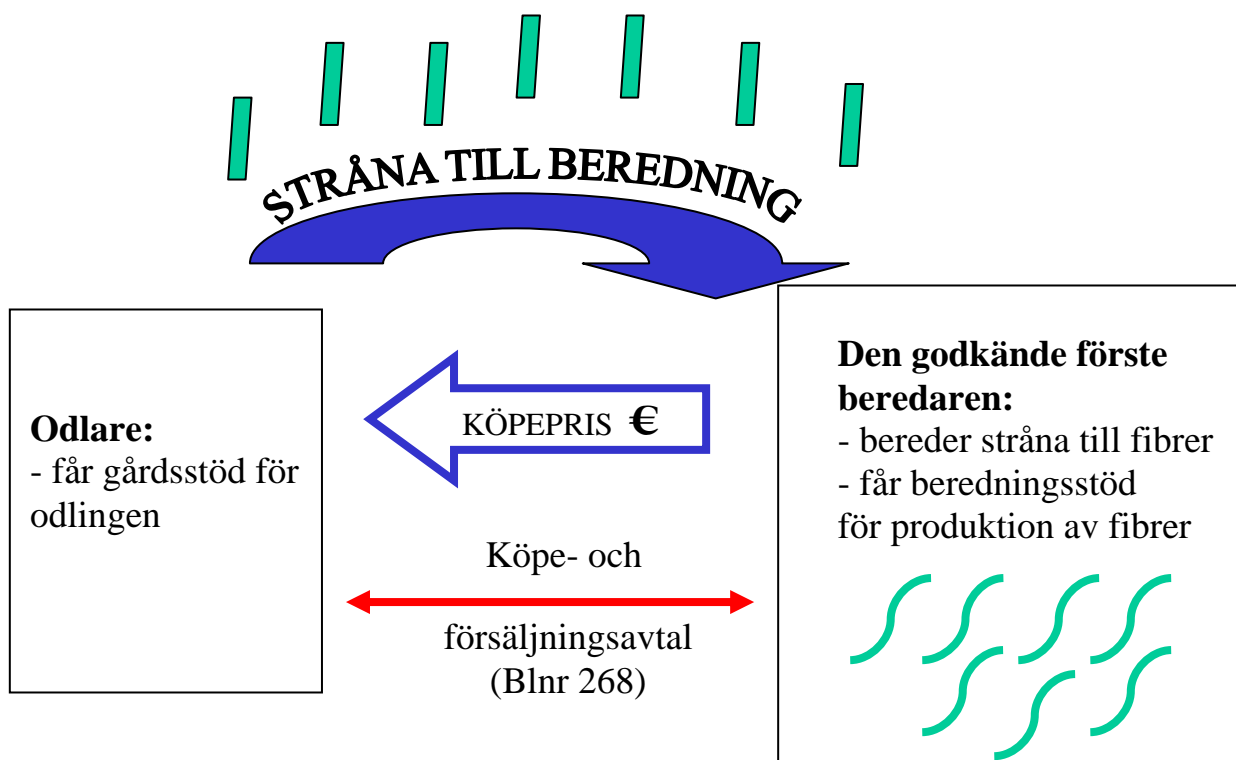 STRÅNA TILL BEREDNING
Odlare:
- får gårdsstöd för
odlingen
KÖPEPRIS €
Köpe- och
försäljningsavtal
(Blnr 268)
Den godkände förste
beredaren:
- bereder stråna till fibrer
- får beredningsstöd
för produktion av fibrer